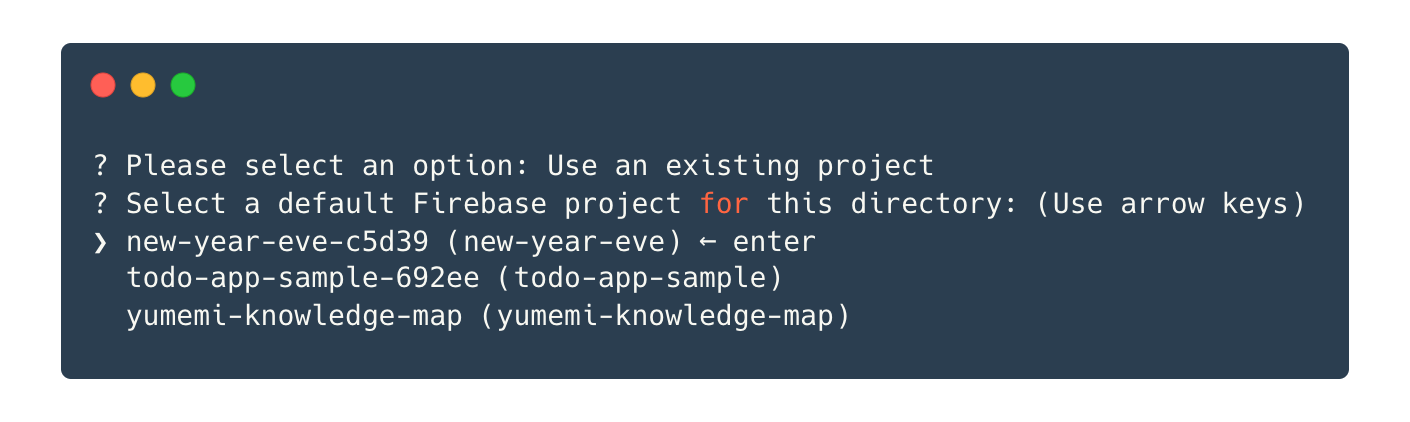 ? Please select an option: Use an existing project
? Select a default Firebase project for this directory: (Use arrow keys)
❯ new-year-eve-c5d39 (new-year-eve) ← enter
  todo-app-sample-692ee (todo-app-sample)
  yumemi-knowledge-map (yumemi-knowledge-map)